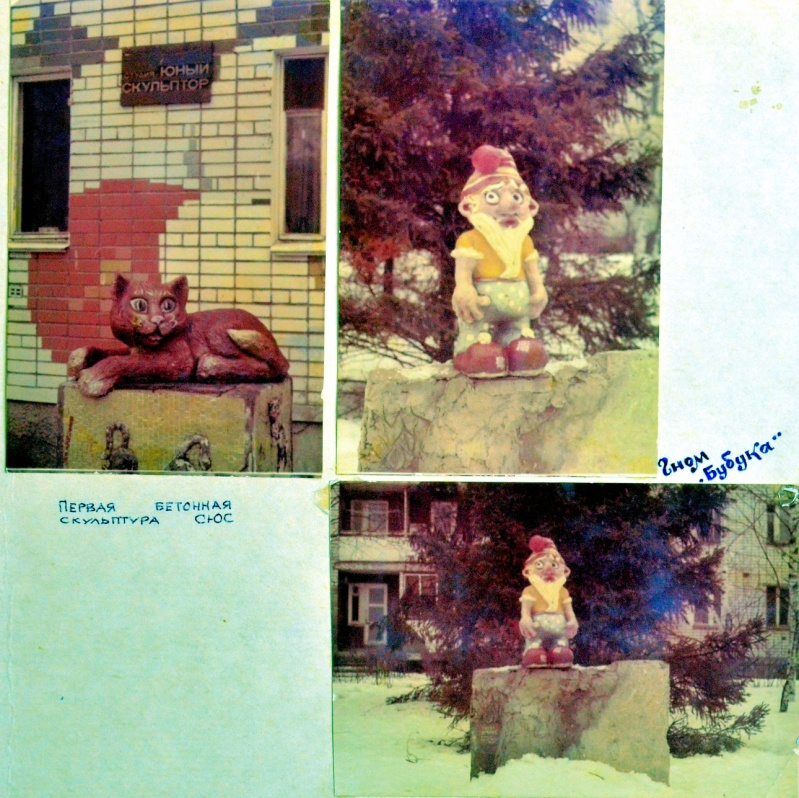 СТУДИЯ ЮНЫЙ
СКУЛЬПТОР
Гном
„Бубука"
ПЕРВАЯ БЕТОННАЯ
СКУЛЬПТУРА СЮС